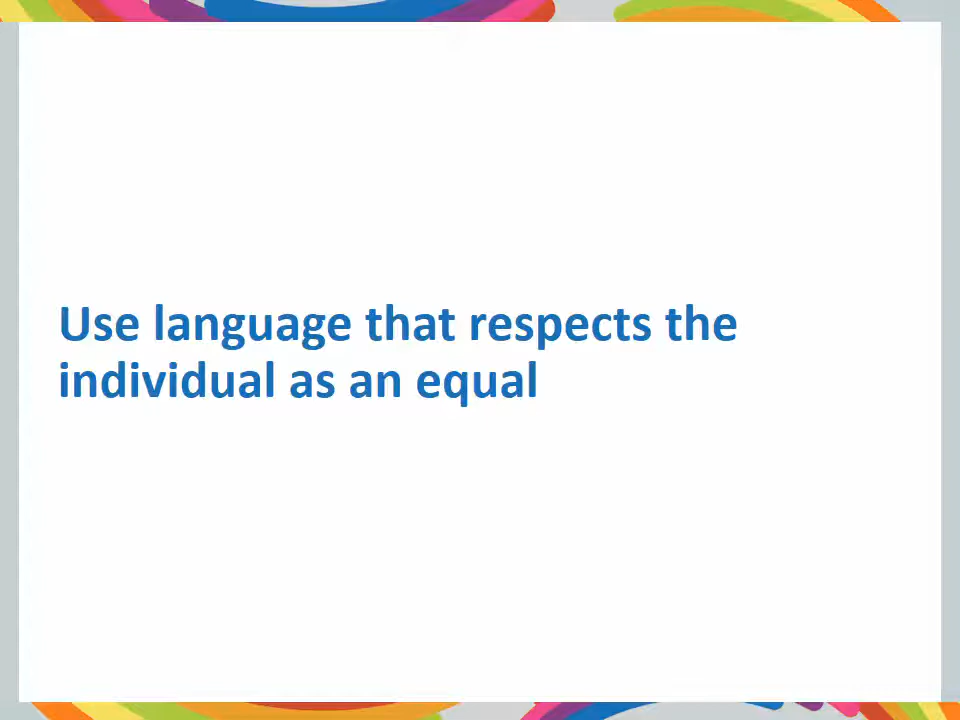 Use language that respects the
individual as an equal